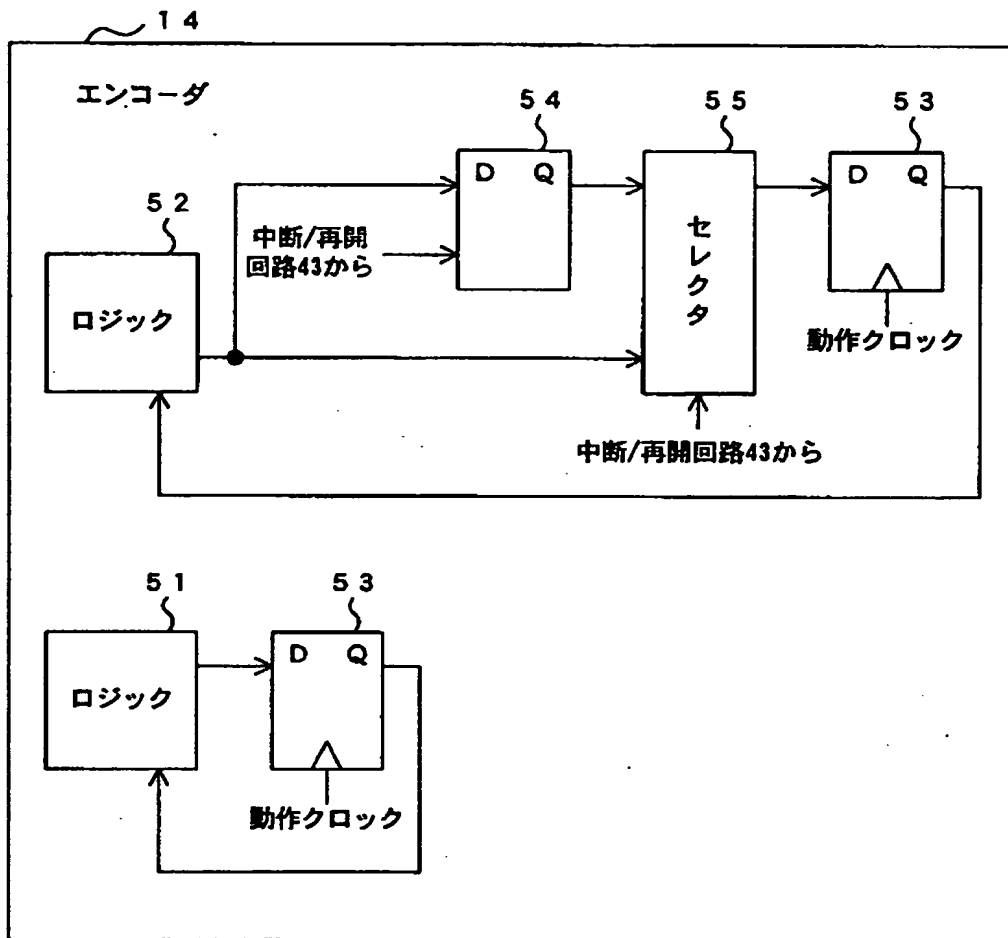 14
エンコーダ
54
55
53
D Q
D Q
52
中断/再開
回路43から
セレクタ
ロジック
動作クロック
中断/再開回路43から
51
53
D Q
ロジック
動作クロック